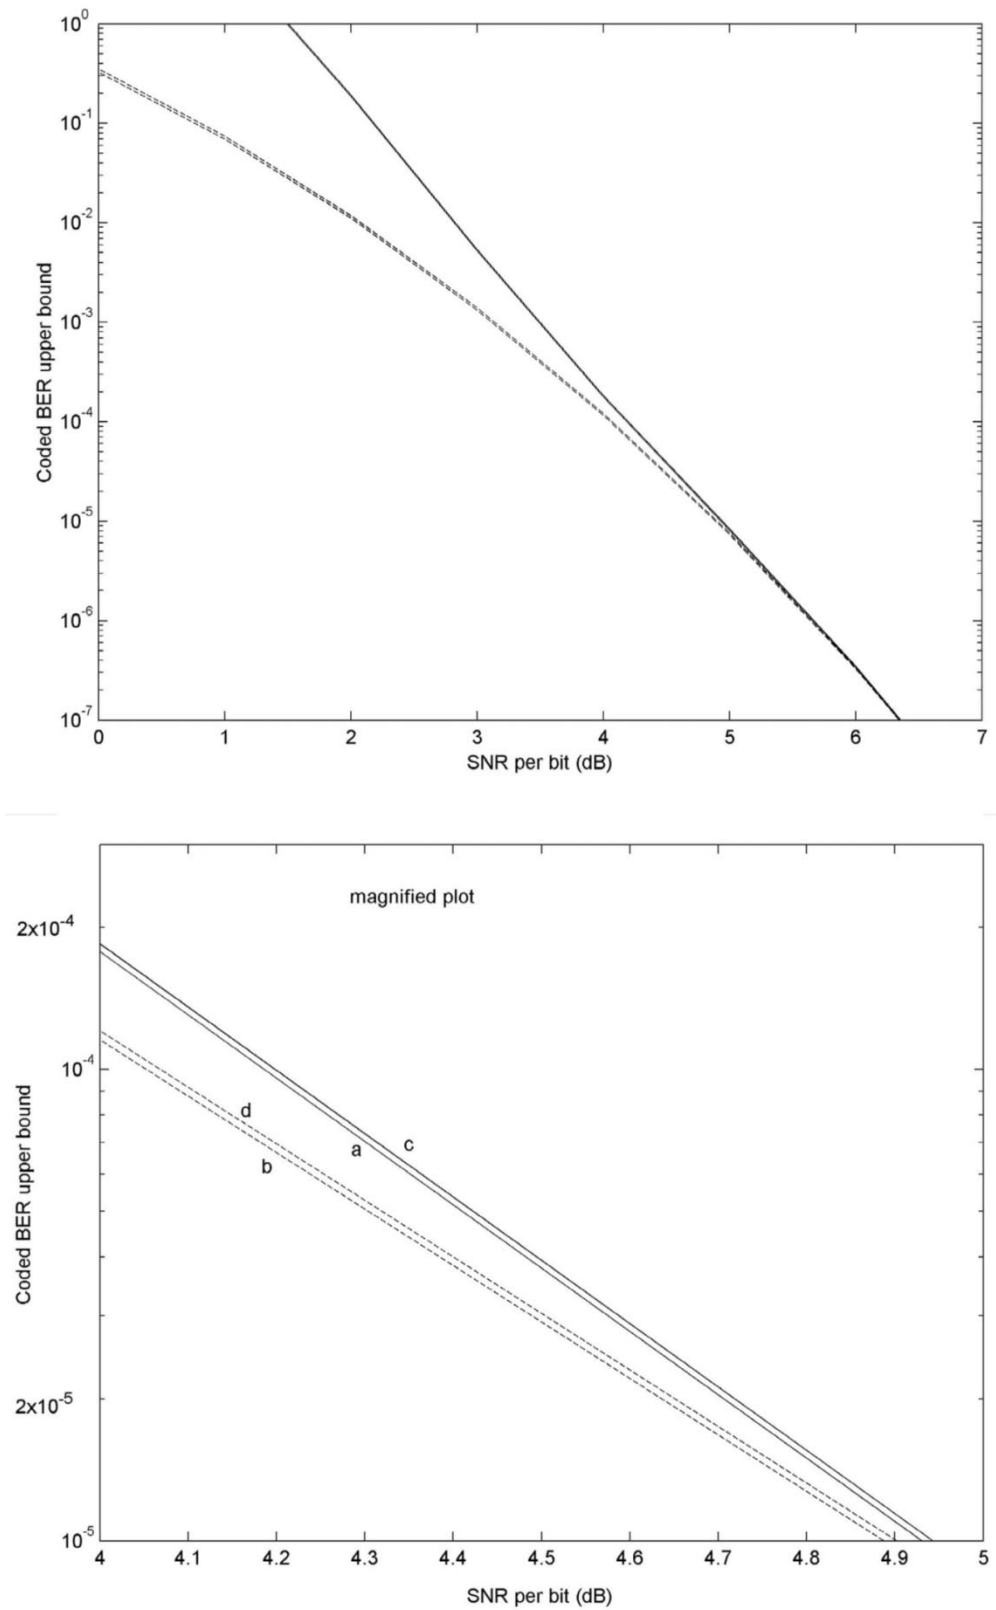 10^0
10^-1
10^-2
10^-3
10^-4
10^-5
10^-6
10^-7
Coded BER upper bound
0 1 2 3 4 5 6 7
SNR per bit (dB)
magnified plot
2x10^-4
10^-4
2x10^-5
10^-5
Coded BER upper bound
d
b
a
c
4 4.1 4.2 4.3 4.4 4.5 4.6 4.7 4.8 4.9 5
SNR per bit (dB)